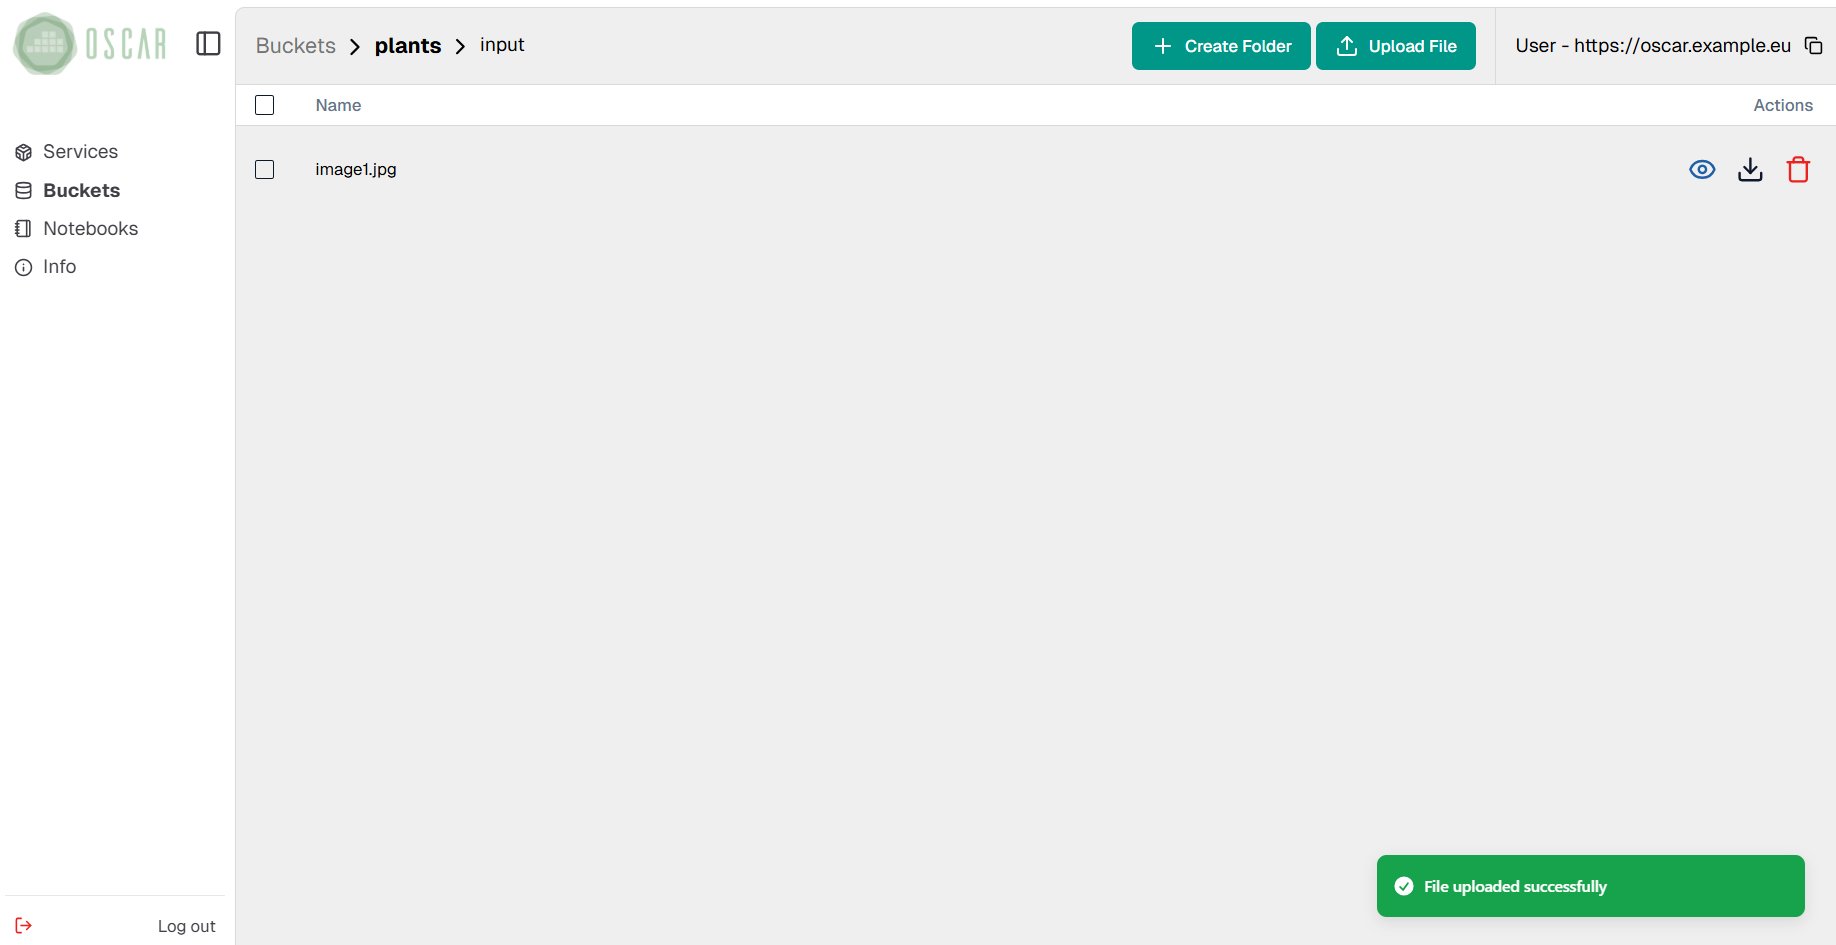 OSCAR
Buckets > plants > input
Create Folder
Upload File
User - https://oscar.example.eu
Name
Actions
image1.jpg
Services
Buckets
Notebooks
Info
File uploaded successfully
Log out